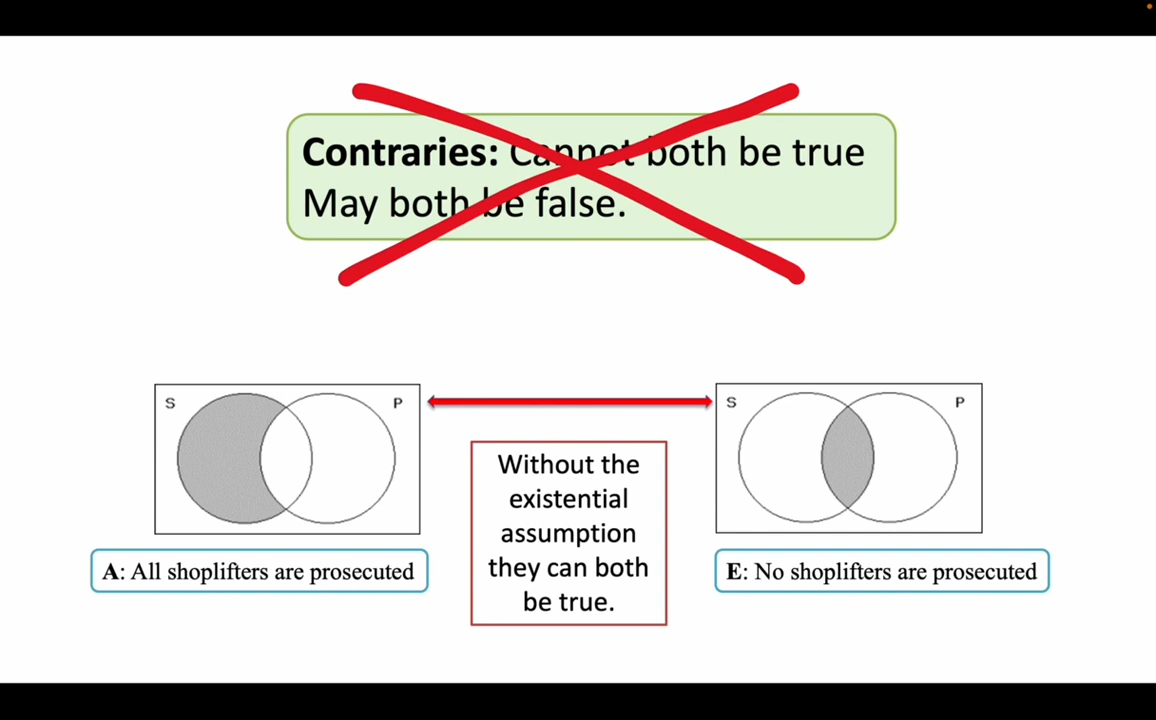 Contraries: Cannot both be true
May both be false.
S
P
S
P
Without the
existential
assumption
they can both
be true.
A: All shoplifters are prosecuted
E: No shoplifters are prosecuted